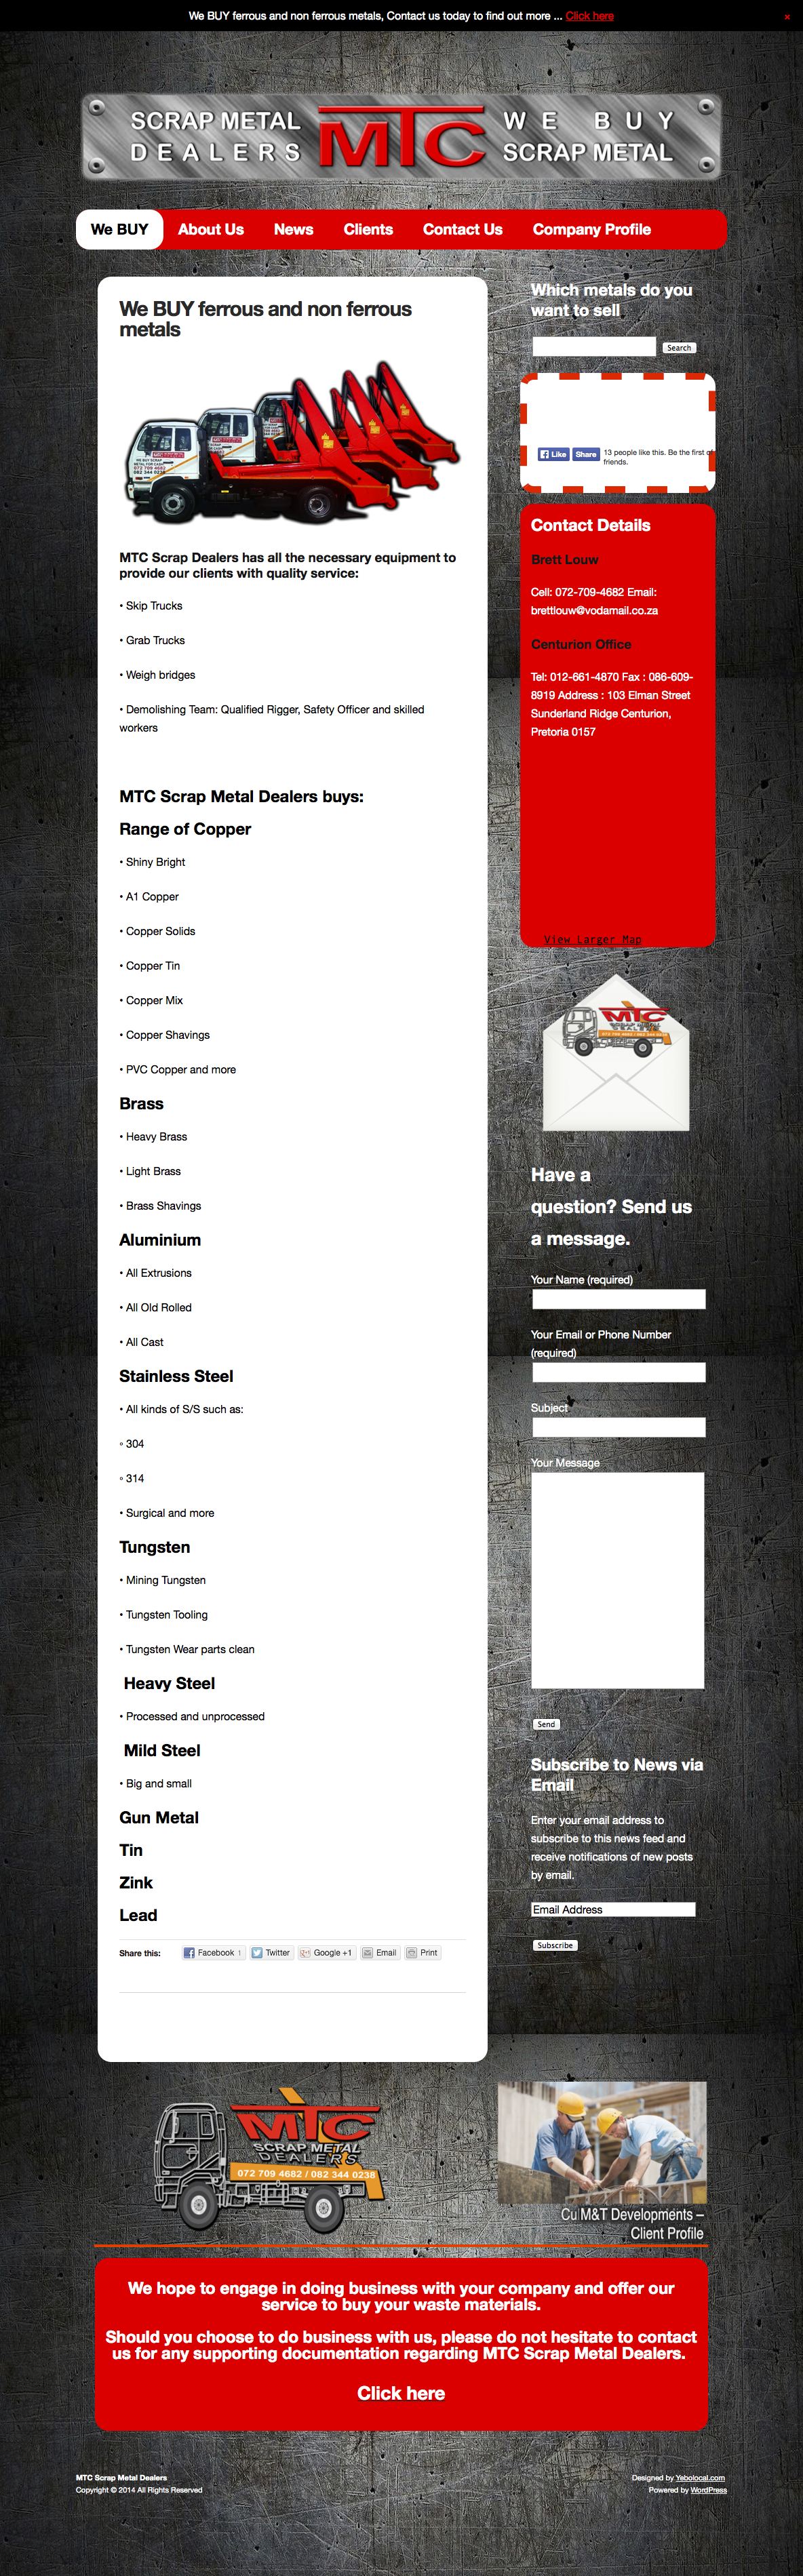 We BUY ferrous and non ferrous metals, Contact us today to find out more ... Click here
×
SCRAP METAL DEALERS
MTC
WE BUY SCRAP METAL
We BUY
About Us
News
Clients
Contact Us
Company Profile
We BUY ferrous and non ferrous
metals
MTC Scrap Dealers has all the necessary equipment to
provide our clients with quality service:
• Skip Trucks
• Grab Trucks
• Weigh bridges
• Demolishing Team: Qualified Rigger, Safety Officer and skilled
workers
MTC Scrap Metal Dealers buys:
Range of Copper
• Shiny Bright
• A1 Copper
• Copper Solids
• Copper Tin
• Copper Mix
• Copper Shavings
• PVC Copper and more
Brass
• Heavy Brass
• Light Brass
• Brass Shavings
Aluminium
• All Extrusions
• All Old Rolled
• All Cast
Stainless Steel
• All kinds of S/S such as:
◦ 304
◦ 314
• Surgical and more
Tungsten
• Mining Tungsten
• Tungsten Tooling
• Tungsten Wear parts clean
Heavy Steel
• Processed and unprocessed
Mild Steel
• Big and small
Gun Metal
Tin
Zink
Lead
Share this:
Facebook 1
Twitter
Google +1
Email
Print
Which metals do you
want to sell
Search
Like
Share
13 people like this. Be the first of
friends.
Contact Details
Brett Louw
Cell: 072-709-4682 Email:
brettlouw@vodamail.co.za
Centurion Office
Tel: 012-661-4870 Fax : 086-609-
8919 Address : 103 Elman Street
Sunderland Ridge Centurion,
Pretoria 0157
View Larger Map
MTC
Have a
question? Send us
a message.
Your Name (required)
Your Email or Phone Number
(required)
Subject
Your Message
Send
Subscribe to News via
Email
Enter your email address to
subscribe to this news feed and
receive notifications of new posts
by email.
Email Address
Subscribe
MTC
SCRAP METAL
DEALERS
072 709 4682 / 082 344 0238
Cu M&T Developments –
Client Profile
We hope to engage in doing business with your company and offer our
service to buy your waste materials.
Should you choose to do business with us, please do not hesitate to contact
us for any supporting documentation regarding MTC Scrap Metal Dealers.
Click here
MTC Scrap Metal Dealers
Copyright © 2014 All Rights Reserved
Designed by Yebolocal.com
Powered by WordPress